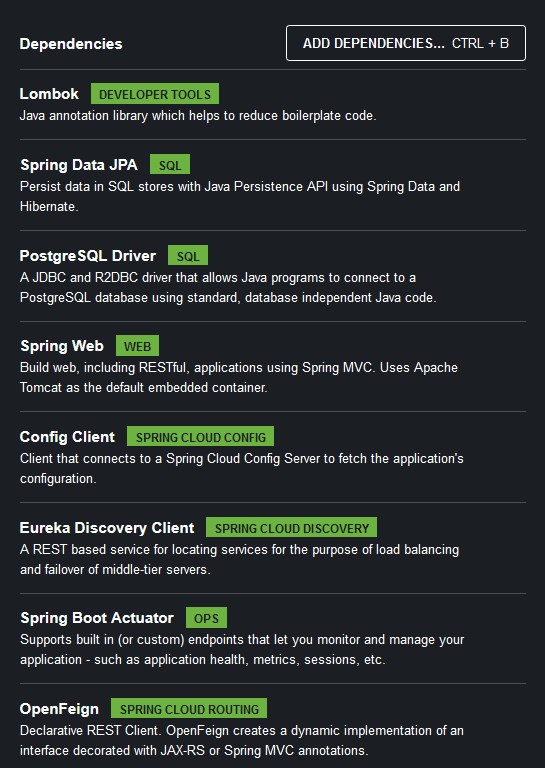 Dependencies
ADD DEPENDENCIES... CTRL + B
Lombok DEVELOPER TOOLS
Java annotation library which helps to reduce boilerplate code.
Spring Data JPA SQL
Persist data in SQL stores with Java Persistence API using Spring Data and
Hibernate.
PostgreSQL Driver SQL
A JDBC and R2DBC driver that allows Java programs to connect to a
PostgreSQL database using standard, database independent Java code.
Spring Web WEB
Build web, including RESTful, applications using Spring MVC. Uses Apache
Tomcat as the default embedded container.
Config Client SPRING CLOUD CONFIG
Client that connects to a Spring Cloud Config Server to fetch the application's
configuration.
Eureka Discovery Client SPRING CLOUD DISCOVERY
A REST based service for locating services for the purpose of load balancing
and failover of middle-tier servers.
Spring Boot Actuator OPS
Supports built in (or custom) endpoints that let you monitor and manage your
application - such as application health, metrics, sessions, etc.
OpenFeign SPRING CLOUD ROUTING
Declarative REST Client. OpenFeign creates a dynamic implementation of an
interface decorated with JAX-RS or Spring MVC annotations.